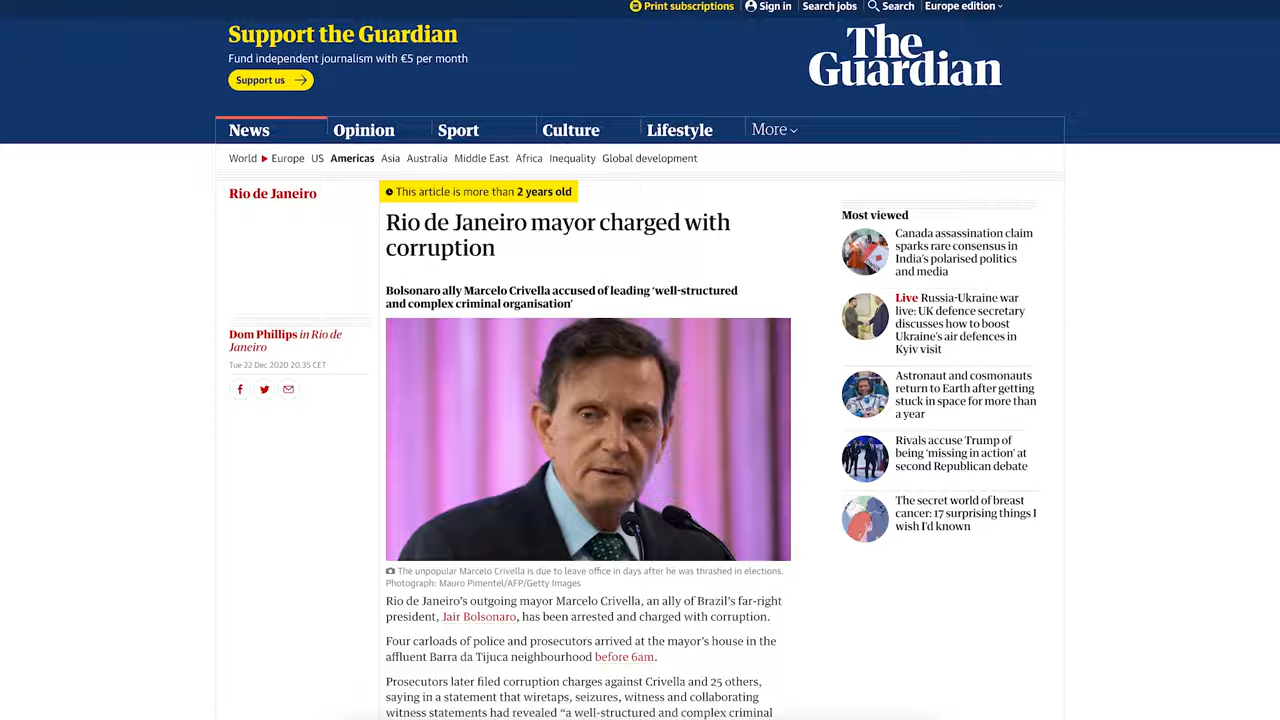 Print subscriptions
Sign in
Search jobs
Search
Europe edition
Support the Guardian
Fund independent journalism with €5 per month
Support us
The
Guardian
News
Opinion
Sport
Culture
Lifestyle
More
World
Europe
US
Americas
Asia
Australia
Middle East
Africa
Inequality
Global development
Rio de Janeiro
This article is more than 2 years old
Rio de Janeiro mayor charged with
corruption
Bolsonaro ally Marcelo Crivella accused of leading ‘well-structured
and complex criminal organisation’
Dom Phillips in Rio de
Janeiro
Tue 22 Dec 2020 20.35 CET
The unpopular Marcelo Crivella is due to leave office in days after he was thrashed in elections.
Photograph: Mauro Pimentel/AFP/Getty Images
Rio de Janeiro’s outgoing mayor Marcelo Crivella, an ally of Brazil’s far-right
president, Jair Bolsonaro, has been arrested and charged with corruption.
Four carloads of police and prosecutors arrived at the mayor’s house in the
affluent Barra da Tijuca neighbourhood before 6am.
Prosecutors later filed corruption charges against Crivella and 25 others,
saying in a statement that wiretaps, seizures, witness and collaborating
witness statements had revealed “a well-structured and complex criminal
Most viewed
Canada assassination claim
sparks rare consensus in
India’s polarised politics
and media
Live Russia-Ukraine war
live: UK defence secretary
discusses how to boost
Ukraine’s air defences in
Kyiv visit
Astronaut and cosmonauts
return to Earth after getting
stuck in space for more than
a year
Rivals accuse Trump of
being ‘missing in action’ at
second Republican debate
The secret world of breast
cancer: 17 surprising things I
wish I’d known